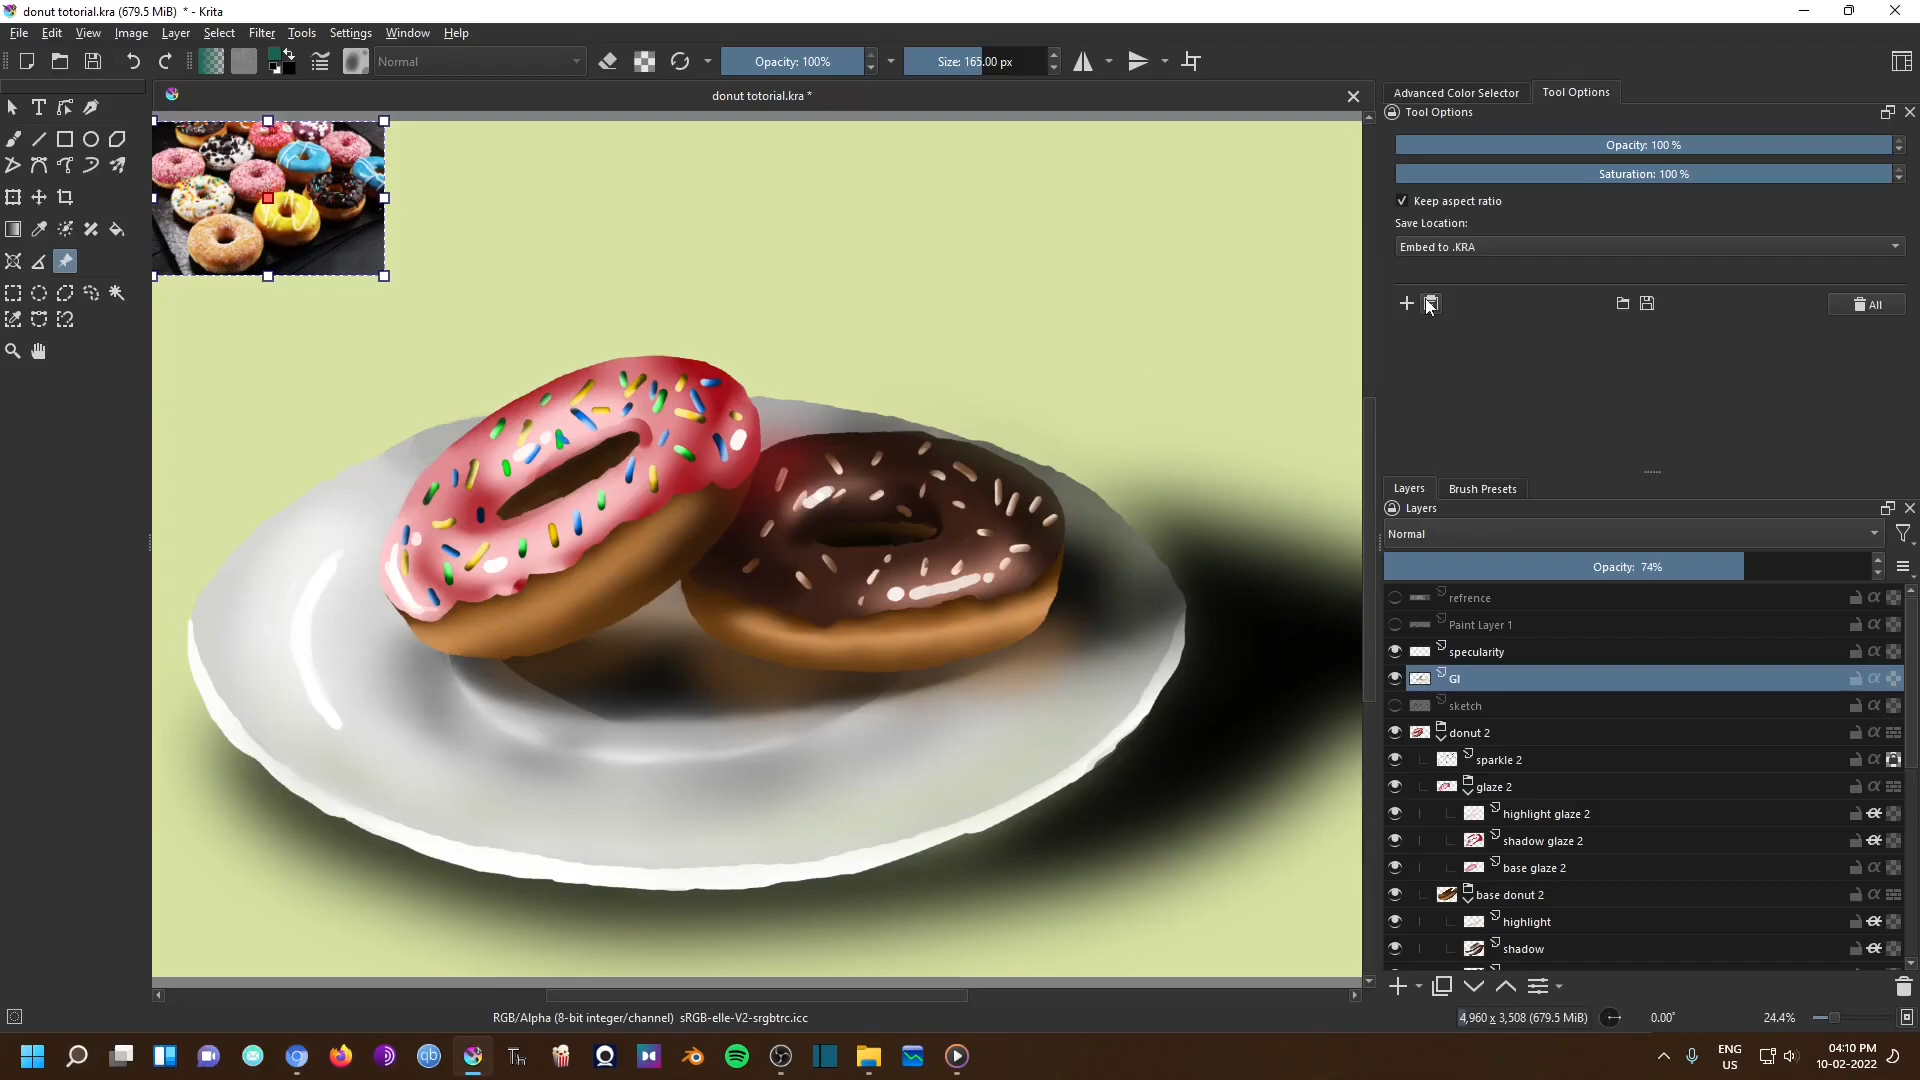 donut totorial.kra (679.5 MiB)  * - Krita
File Edit View Image Layer Select Filter Tools Settings Window Help
Normal
Opacity: 100%
Size: 165.00 px
donut totorial.kra *
Advanced Color Selector
Tool Options
Tool Options
Opacity: 100 %
Saturation: 100 %
Keep aspect ratio
Save Location:
Embed to .KRA
All
Layers
Brush Presets
Layers
Normal
Opacity: 74%
refrence
Paint Layer 1
specularity
GI
sketch
donut 2
sparkle 2
glaze 2
highlight glaze 2
shadow glaze 2
base glaze 2
base donut 2
highlight
shadow
RGB/Alpha (8-bit integer/channel) sRGB-elle-V2-srgbtrc.icc
4,960 x 3,508 (679.5 MiB)
0.00°
24.4%
ENG
US
04:10 PM
10-02-2022